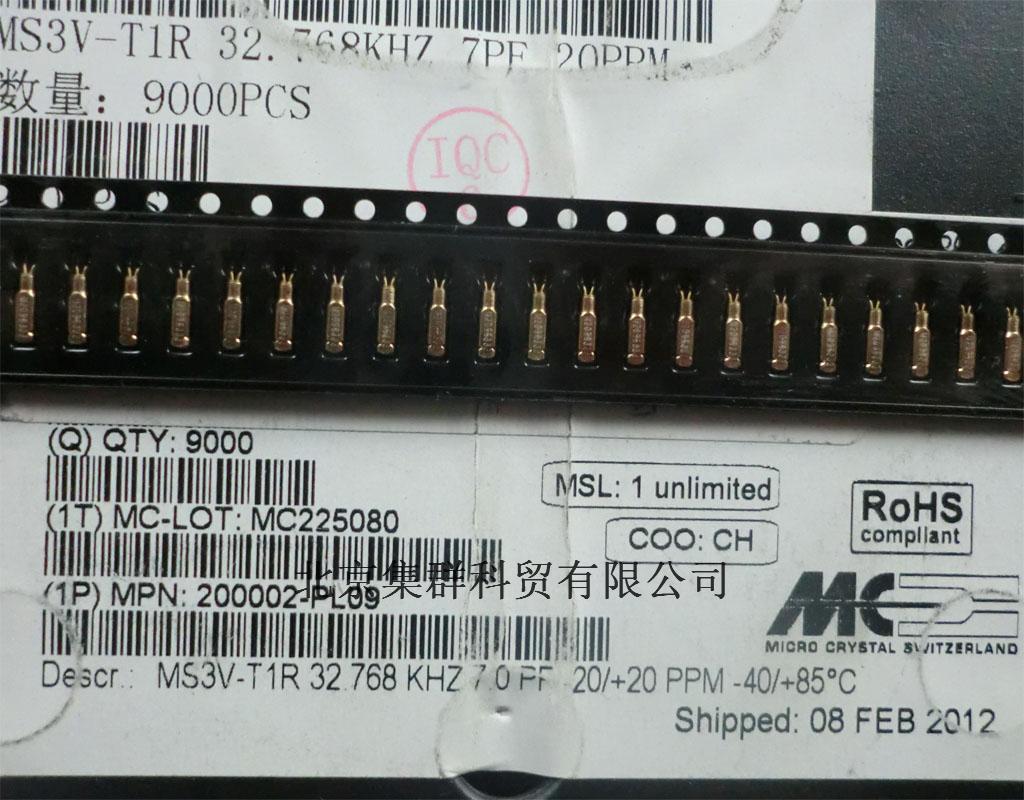 MS3V-T1R 32.768KHZ 7PF 20PPM
数量: 9000PCS
IQC
(Q) QTY: 9000
MSL: 1 unlimited
RoHS
compliant
(1T) MC-LOT: MC225080
COO: CH
北京集群科贸有限公司
(1P) MPN: 200002-PL09
MC
MICRO CRYSTAL SWITZERLAND
Descr.: MS3V-T1R 32.768 KHZ 7.0 PF -20/+20 PPM -40/+85°C
Shipped: 08 FEB 2012